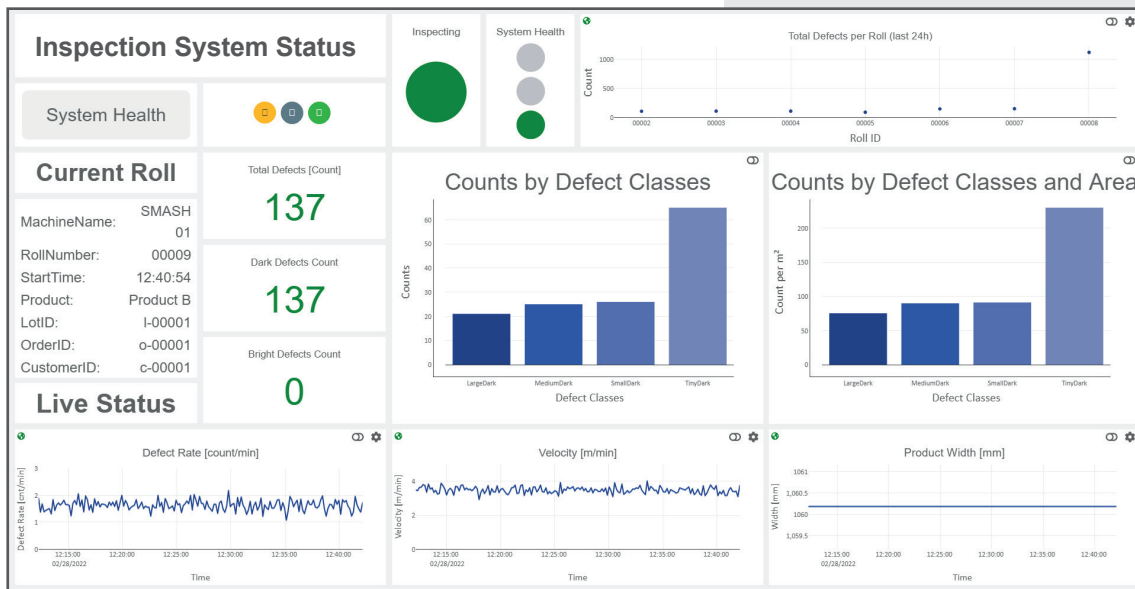 Inspection System Status
Inspecting
System Health
Total Defects per Roll (last 24h)
Count
1000
500
0
00002
00003
00004
00005
00006
00007
00008
Roll ID
System Health
Current Roll
MachineName: SMASH
01
RollNumber: 00009
StartTime: 12:40:54
Product: Product B
LotID: l-00001
OrderID: o-00001
CustomerID: c-00001
Live Status
Total Defects [Count]
137
Dark Defects Count
137
Bright Defects Count
0
Counts by Defect Classes
Counts
60
50
40
30
20
10
0
LargeDark
MediumDark
SmallDark
TinyDark
Defect Classes
Counts by Defect Classes and Area
Count per m²
200
150
100
50
0
LargeDark
MediumDark
SmallDark
TinyDark
Defect Classes
Defect Rate [count/min]
Defect Rate [cnt/min]
3
2
1
0
12:15:00
12:20:00
12:25:00
12:30:00
12:35:00
12:40:00
02/28/2022
Time
Velocity [m/min]
Velocity [m/min]
4
2
0
12:15:00
12:20:00
12:25:00
12:30:00
12:35:00
12:40:00
02/28/2022
Time
Product Width [mm]
Width [mm]
1061
1,060.5
1060
1,059.5
12:15:00
12:20:00
12:25:00
12:30:00
12:35:00
12:40:00
02/28/2022
Time